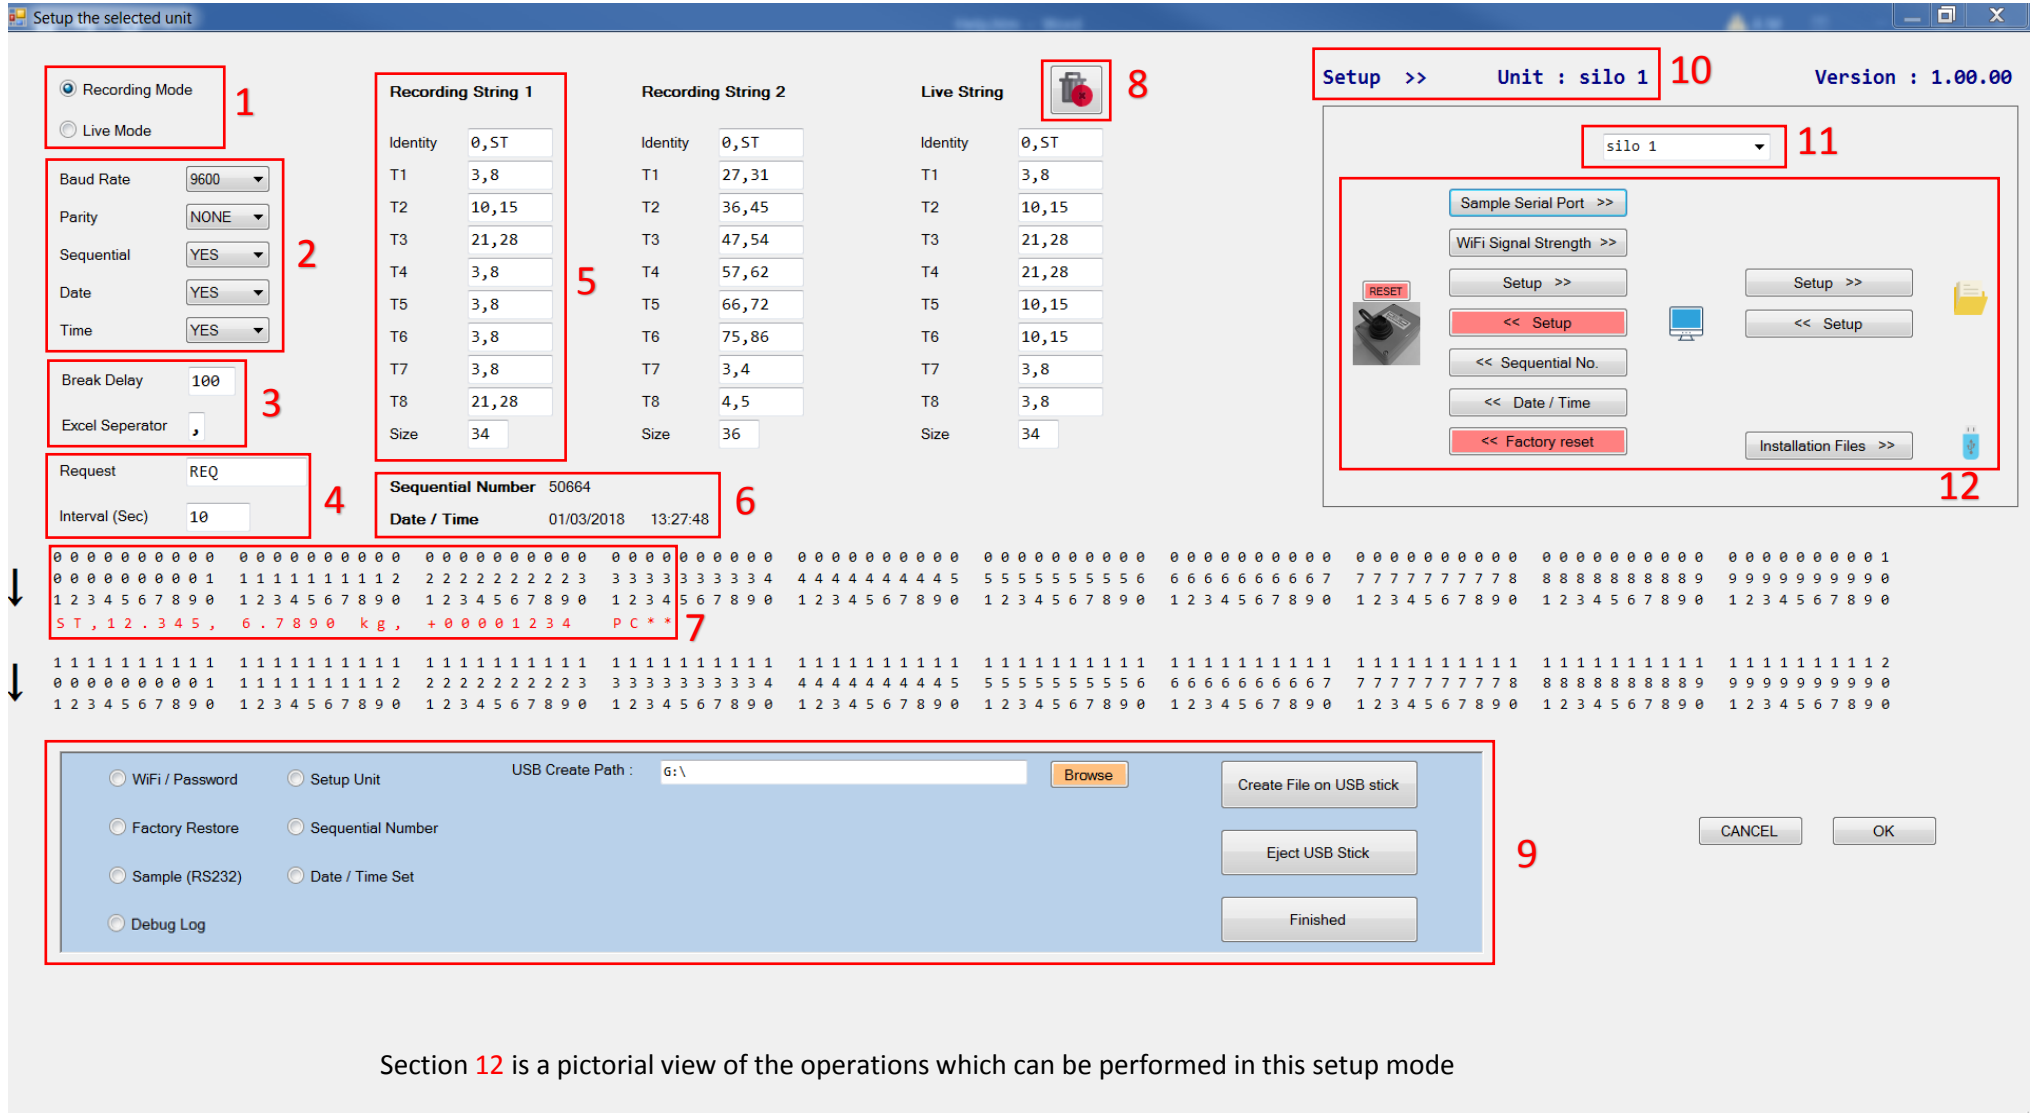 Setup the selected unit
Recording Mode
Live Mode
1
Baud Rate 9600
Parity NONE
Sequential YES
Date YES
Time YES
2
Break Delay 100
Excel Seperator ,
3
Request REQ
Interval (Sec) 10
4
Recording String 1
Identity 0,ST
T1 3,8
T2 10,15
T3 21,28
T4 3,8
T5 3,8
T6 3,8
T7 3,8
T8 21,28
Size 34
5
Recording String 2
Identity 0,ST
T1 27,31
T2 36,45
T3 47,54
T4 57,62
T5 66,72
T6 75,86
T7 3,4
T8 4,5
Size 36
Live String
8
Identity 0,ST
T1 3,8
T2 10,15
T3 21,28
T4 21,28
T5 10,15
T6 10,15
T7 3,8
T8 3,8
Size 34
Sequential Number 50664
Date / Time 01/03/2018 13:27:48
6
Setup >> Unit : silo 1
10
Version : 1.00.00
silo 1
11
Sample Serial Port >>
WiFi Signal Strength >>
Setup >>
<< Setup
<< Sequential No.
<< Date / Time
<< Factory reset
RESET
Setup >>
<< Setup
Installation Files >>
12
0 0 0 0 0 0 0 0 0 0 0 0 0 0 0 0 0 0 0 0 0 0 0 0 0 0 0 0 0 0 0 0 0 0 0 0 0 0 0 0 0 0 0 0 0 0 0 0 0 0 0 0 0 0 0 0 0 0 0 0 0 0 0 0 0 0 0 0 0 0 0 0 0 0 0 0 0 0 0 0 0 0 0 0 0 0 0 0 0 0 0 0 0 0 0 0 0 0 0 1
0 0 0 0 0 0 0 0 0 1 1 1 1 1 1 1 1 1 1 2 2 2 2 2 2 2 2 2 2 3 3 3 3 3 3 3 3 3 3 4 4 4 4 4 4 4 4 4 4 5 5 5 5 5 5 5 5 5 5 6 6 6 6 6 6 6 6 6 6 7 7 7 7 7 7 7 7 7 7 8 8 8 8 8 8 8 8 8 8 9 9 9 9 9 9 9 9 9 9 0
1 2 3 4 5 6 7 8 9 0 1 2 3 4 5 6 7 8 9 0 1 2 3 4 5 6 7 8 9 0 1 2 3 4 5 6 7 8 9 0 1 2 3 4 5 6 7 8 9 0 1 2 3 4 5 6 7 8 9 0 1 2 3 4 5 6 7 8 9 0 1 2 3 4 5 6 7 8 9 0 1 2 3 4 5 6 7 8 9 0 1 2 3 4 5 6 7 8 9 0
S T , 1 2 . 3 4 5 , 6 . 7 8 9 0 k g , + 0 0 0 0 1 2 3 4 P C * *
7
1 1 1 1 1 1 1 1 1 1 1 1 1 1 1 1 1 1 1 1 1 1 1 1 1 1 1 1 1 1 1 1 1 1 1 1 1 1 1 1 1 1 1 1 1 1 1 1 1 1 1 1 1 1 1 1 1 1 1 1 1 1 1 1 1 1 1 1 1 1 1 1 1 1 1 1 1 1 1 1 1 1 1 1 1 1 1 1 1 1 1 1 1 1 1 1 1 1 1 2
0 0 0 0 0 0 0 0 0 1 1 1 1 1 1 1 1 1 1 2 2 2 2 2 2 2 2 2 2 3 3 3 3 3 3 3 3 3 3 4 4 4 4 4 4 4 4 4 4 5 5 5 5 5 5 5 5 5 5 6 6 6 6 6 6 6 6 6 6 7 7 7 7 7 7 7 7 7 7 8 8 8 8 8 8 8 8 8 8 9 9 9 9 9 9 9 9 9 9 0
1 2 3 4 5 6 7 8 9 0 1 2 3 4 5 6 7 8 9 0 1 2 3 4 5 6 7 8 9 0 1 2 3 4 5 6 7 8 9 0 1 2 3 4 5 6 7 8 9 0 1 2 3 4 5 6 7 8 9 0 1 2 3 4 5 6 7 8 9 0 1 2 3 4 5 6 7 8 9 0 1 2 3 4 5 6 7 8 9 0 1 2 3 4 5 6 7 8 9 0
WiFi / Password
Setup Unit
USB Create Path : G:\
Browse
Create File on USB stick
Factory Restore
Sequential Number
Eject USB Stick
Sample (RS232)
Date / Time Set
Debug Log
Finished
9
CANCEL
OK
Section 12 is a pictorial view of the operations which can be performed in this setup mode